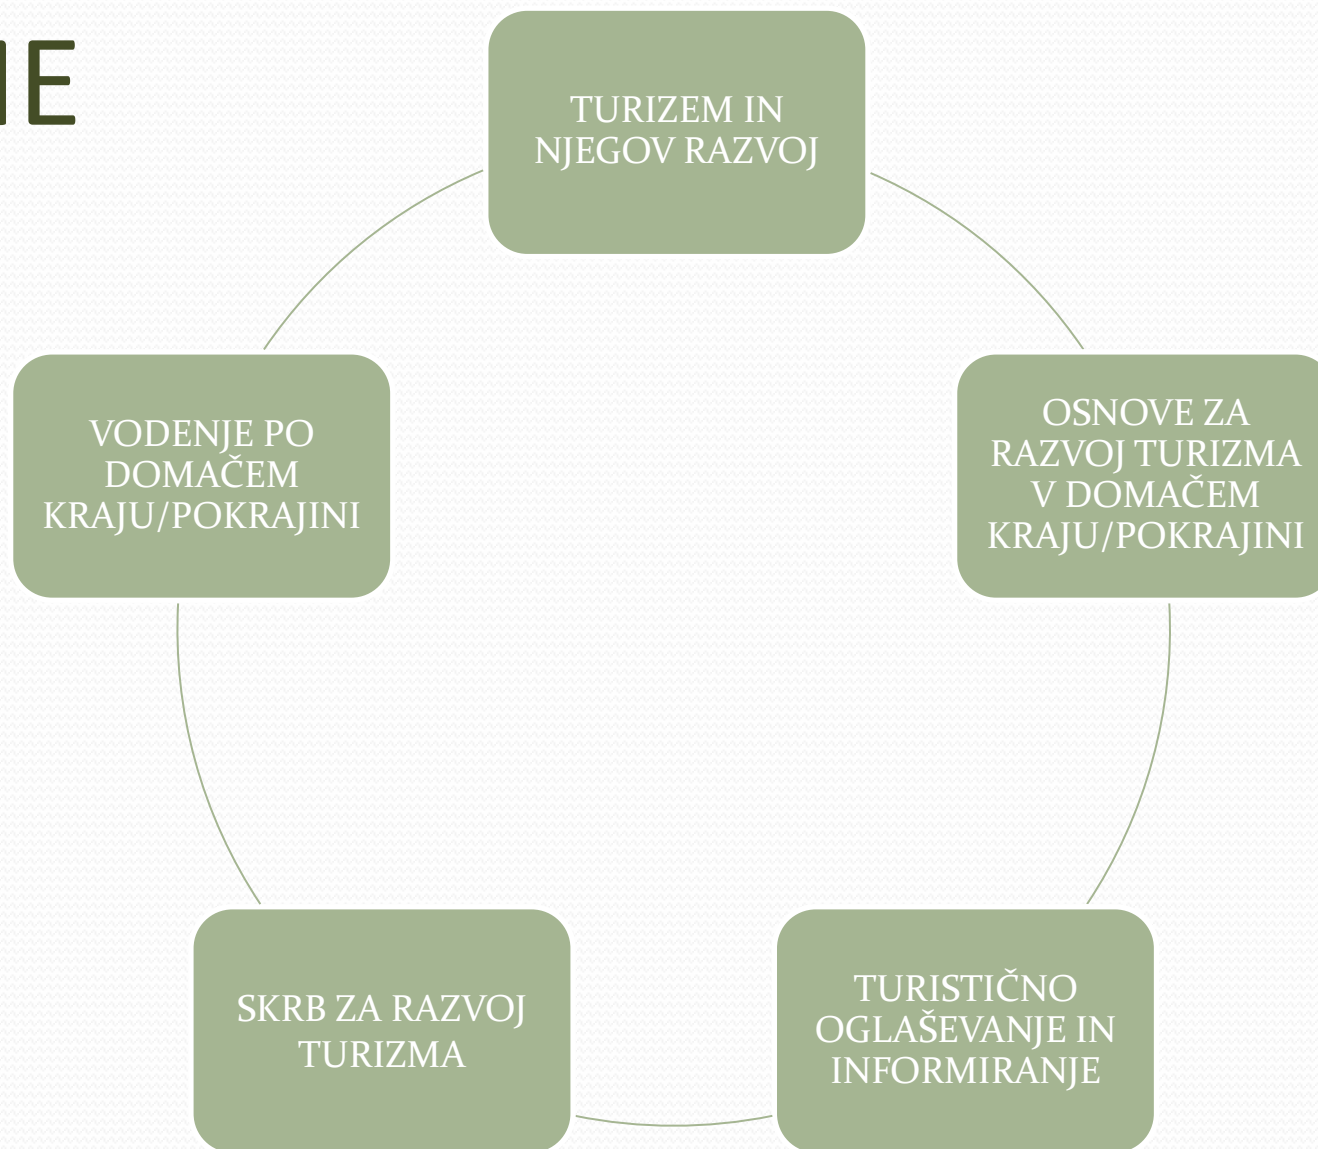 TURIZEM IN
NJEGOV RAZVOJ
OSNOVE ZA
RAZVOJ TURIZMA
V DOMAČEM
KRAJU/POKRAJINI
TURISTIČNO
OGLAŠEVANJE IN
INFORMIRANJE
SKRB ZA RAZVOJ
TURIZMA
VODENJE PO
DOMAČEM
KRAJU/POKRAJINI